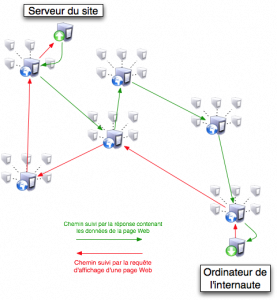 Serveur du site
Chemin suivi par la réponse contenant
les données de la page Web
Chemin suivi par la requête
d'affichage d'une page Web
Ordinateur de
l'internaute